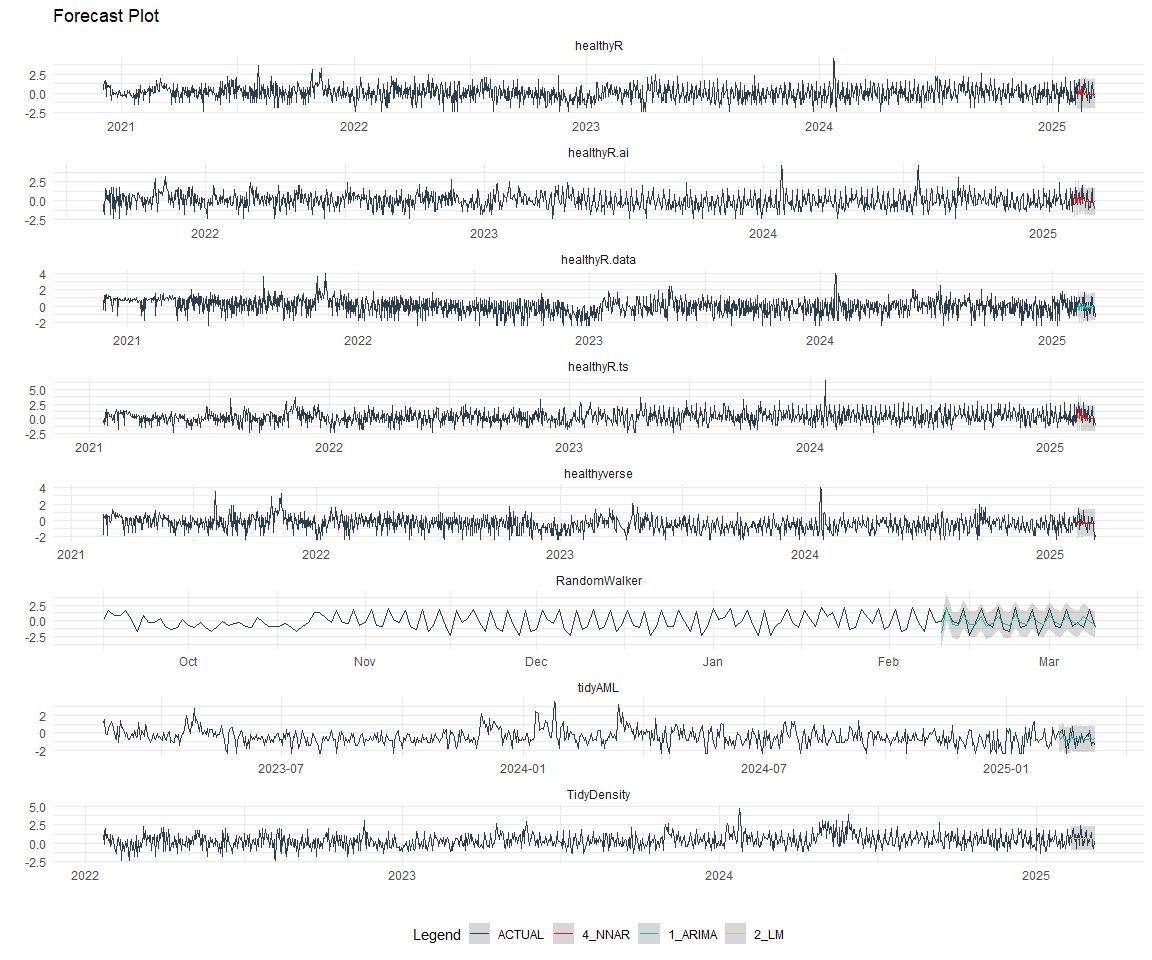 Forecast Plot
healthyR
2.5
0.0
-2.5
2021 2022 2023 2024 2025
healthyR.ai
2.5
0.0
-2.5
2022 2023 2024 2025
healthyR.data
4
2
0
-2
2021 2022 2023 2024 2025
healthyR.ts
5.0
2.5
0.0
-2.5
2021 2022 2023 2024 2025
healthyverse
4
2
0
-2
2021 2022 2023 2024 2025
RandomWalker
2.5
0.0
-2.5
Oct Nov Dec Jan Feb Mar
tidyAML
2
0
-2
2023-07 2024-01 2024-07 2025-01
TidyDensity
5.0
2.5
0.0
-2.5
2022 2023 2024 2025
Legend ACTUAL 4_NNAR 1_ARIMA 2_LM